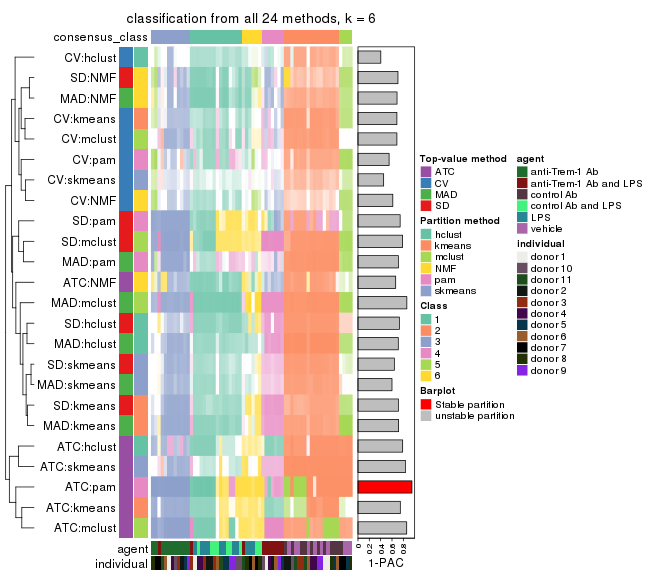 classification from all 24 methods, k = 6
consensus_class
CV:hclust
SD:NMF
MAD:NMF
CV:kmeans
CV:mclust
CV:pam
CV:skmeans
CV:NMF
SD:pam
SD:mclust
MAD:pam
ATC:NMF
MAD:mclust
SD:hclust
MAD:hclust
SD:skmeans
MAD:skmeans
SD:kmeans
MAD:kmeans
ATC:hclust
ATC:skmeans
ATC:pam
ATC:kmeans
ATC:mclust
agent
individual
0
0.2
0.4
0.6
0.8
1-PAC
Top-value method
ATC
CV
MAD
SD
Partition method
hclust
kmeans
mclust
NMF
pam
skmeans
Class
1
2
3
4
5
6
Barplot
Stable partition
unstable partition
agent
anti-Trem-1 Ab
anti-Trem-1 Ab and LPS
control Ab
control Ab and LPS
LPS
vehicle
individual
donor 1
donor 10
donor 11
donor 2
donor 3
donor 4
donor 5
donor 6
donor 7
donor 8
donor 9